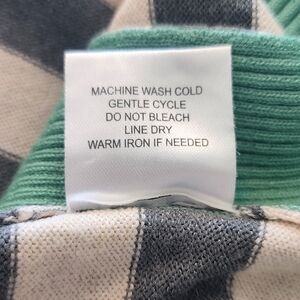 MACHINE WASH COLD
GENTLE CYCLE
DO NOT BLEACH
LINE DRY
WARM IRON IF NEEDED